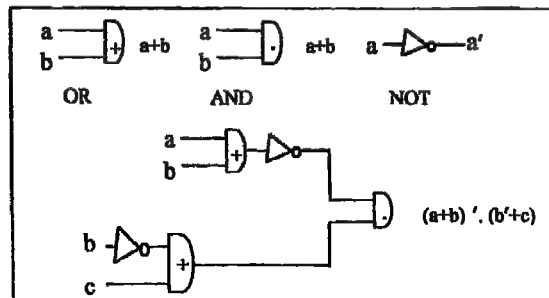 a
b
+
a+b
a
b
.
a+b
a
a'
OR
AND
NOT
a
b
+
.
(a+b) ′ . (b′+c)
b
c
+